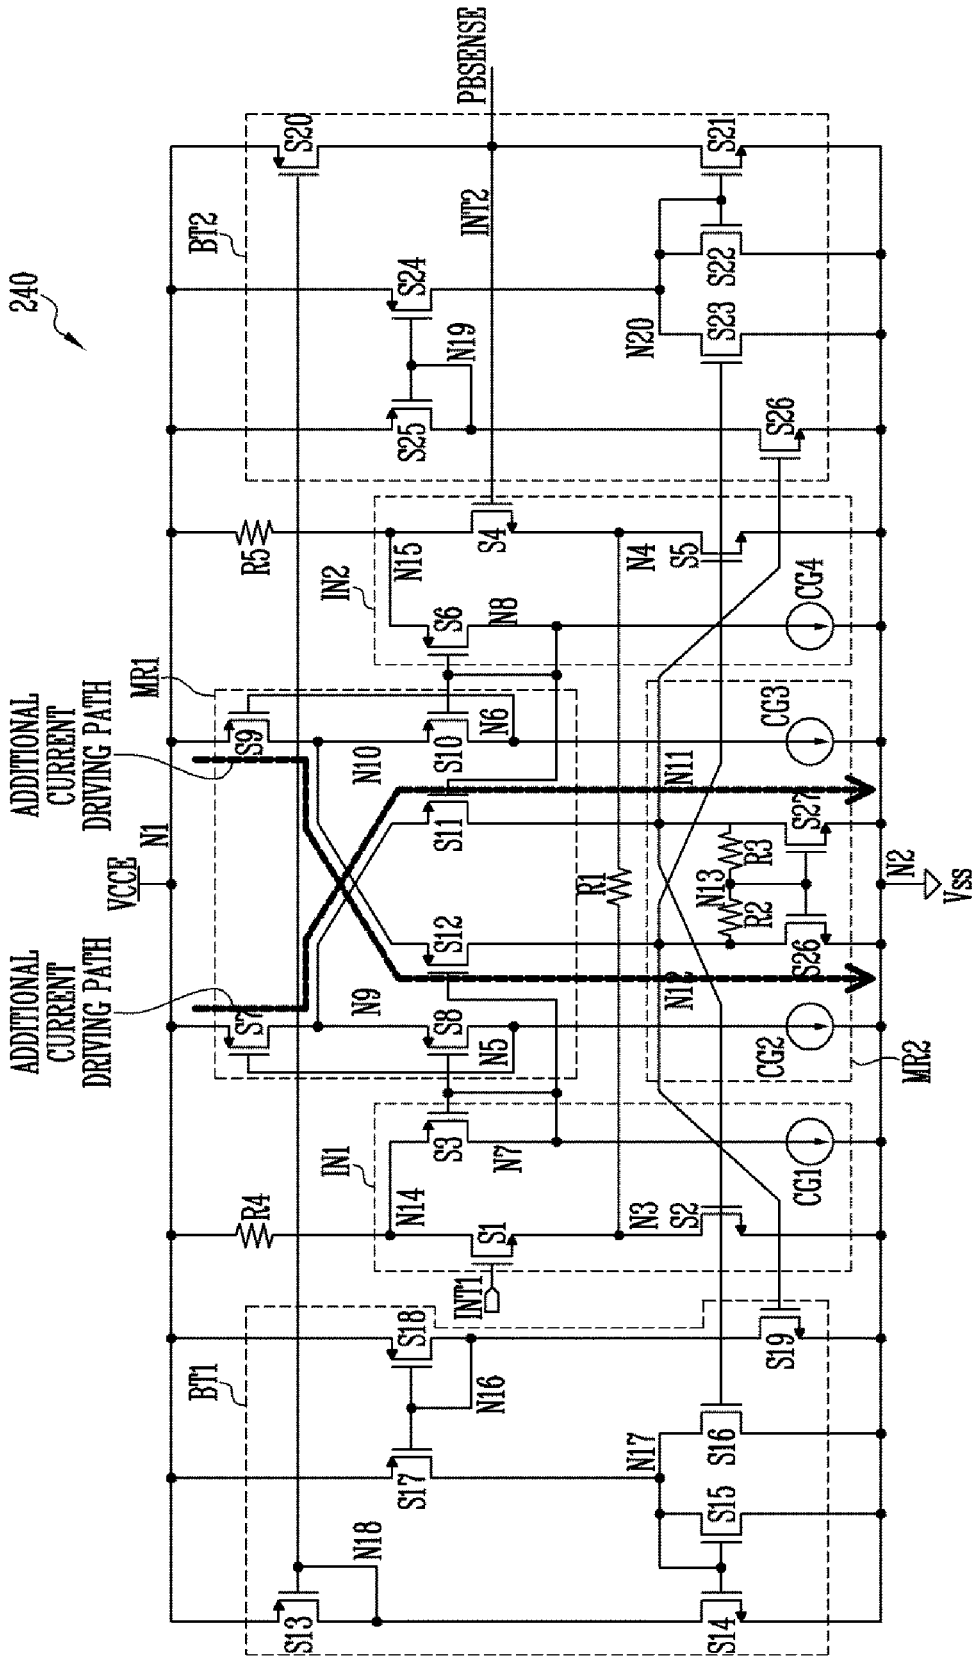 240
ADDITIONAL
CURRENT
DRIVING PATH
ADDITIONAL
CURRENT
DRIVING PATH
VCCE
N1
BT1
MR1
BT2
S13
N18
S17
S18
N16
N17
S14
S15
S16
S19
R4
IN1
N14
INT1
S1
S3
N7
N3
S2
CG1
S7
N9
S8
N5
S12
S9
N10
S10
N6
S11
R1
N12
N11
CG2
S26
R2
N13
R3
S27
CG3
MR2
N2
Vss
R5
IN2
N15
S4
S6
N8
N4
S5
CG4
S20
PBSENSE
INT2
S24
S25
N19
N20
S23
S22
S21
S26